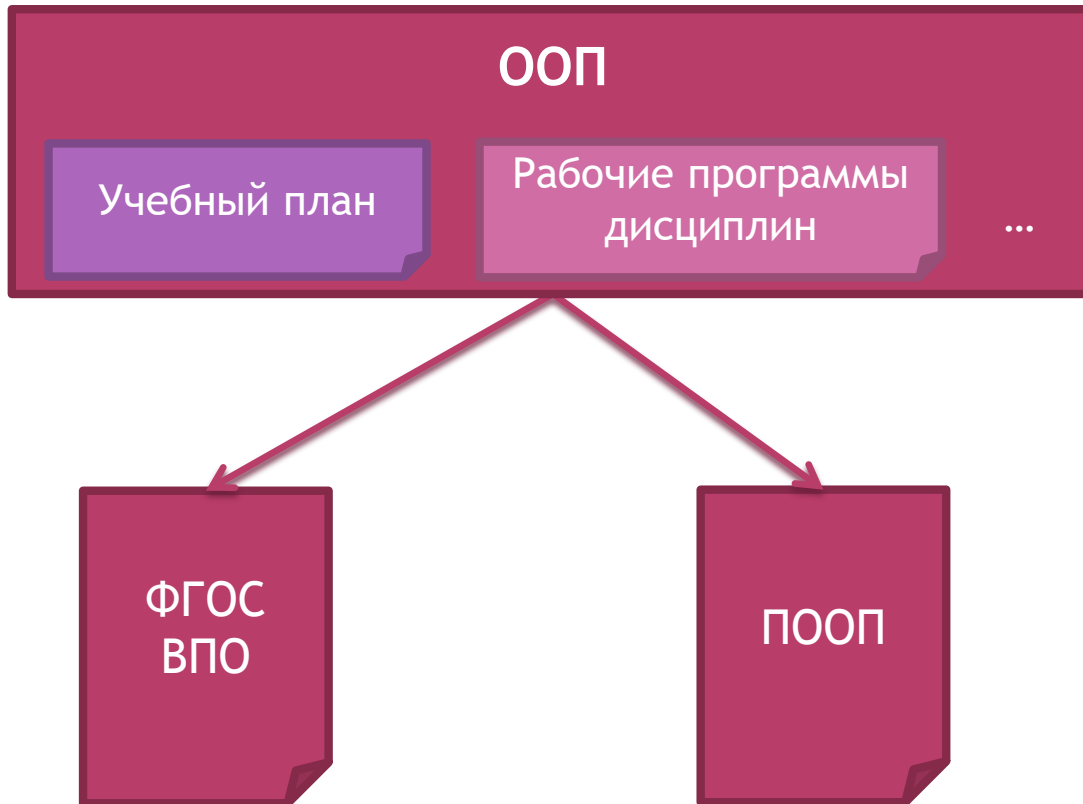 ООП
Учебный план
Рабочие программы
дисциплин
...
ФГОС
ВПО
ПООП